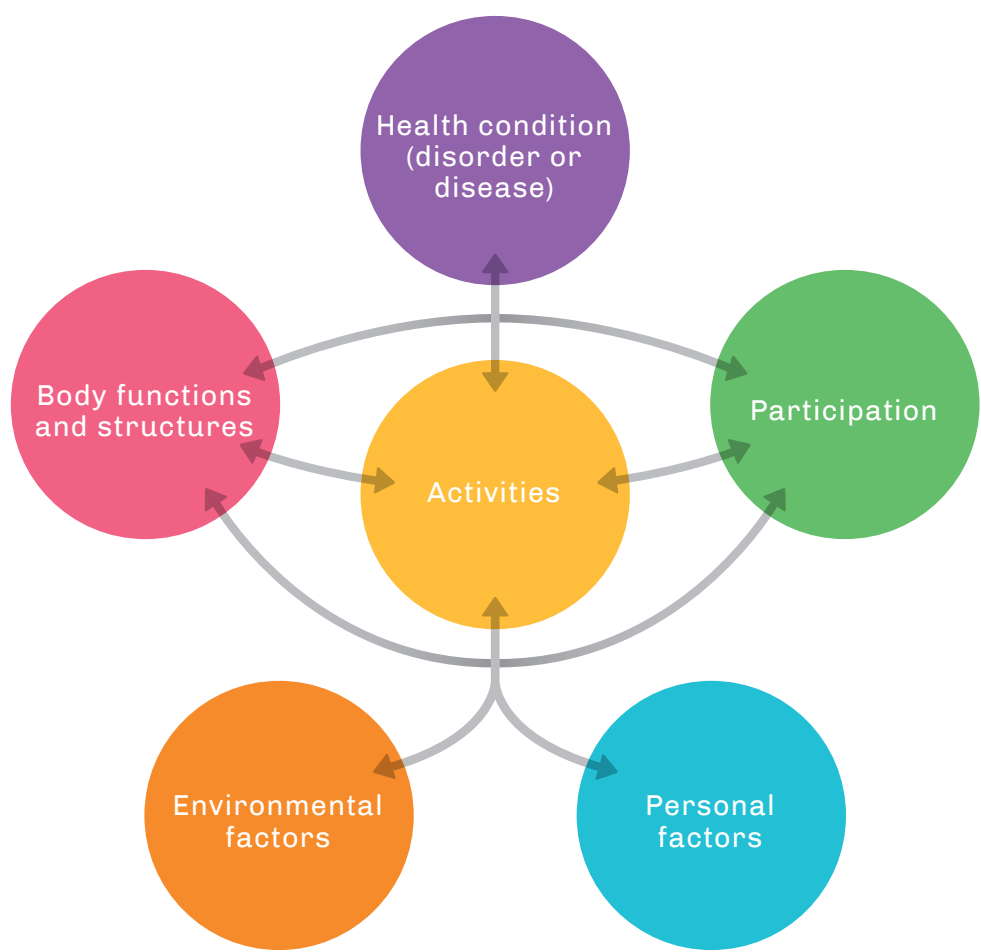 Health condition
(disorder or
disease)
Body functions
and structures
Participation
Activities
Environmental
factors
Personal
factors